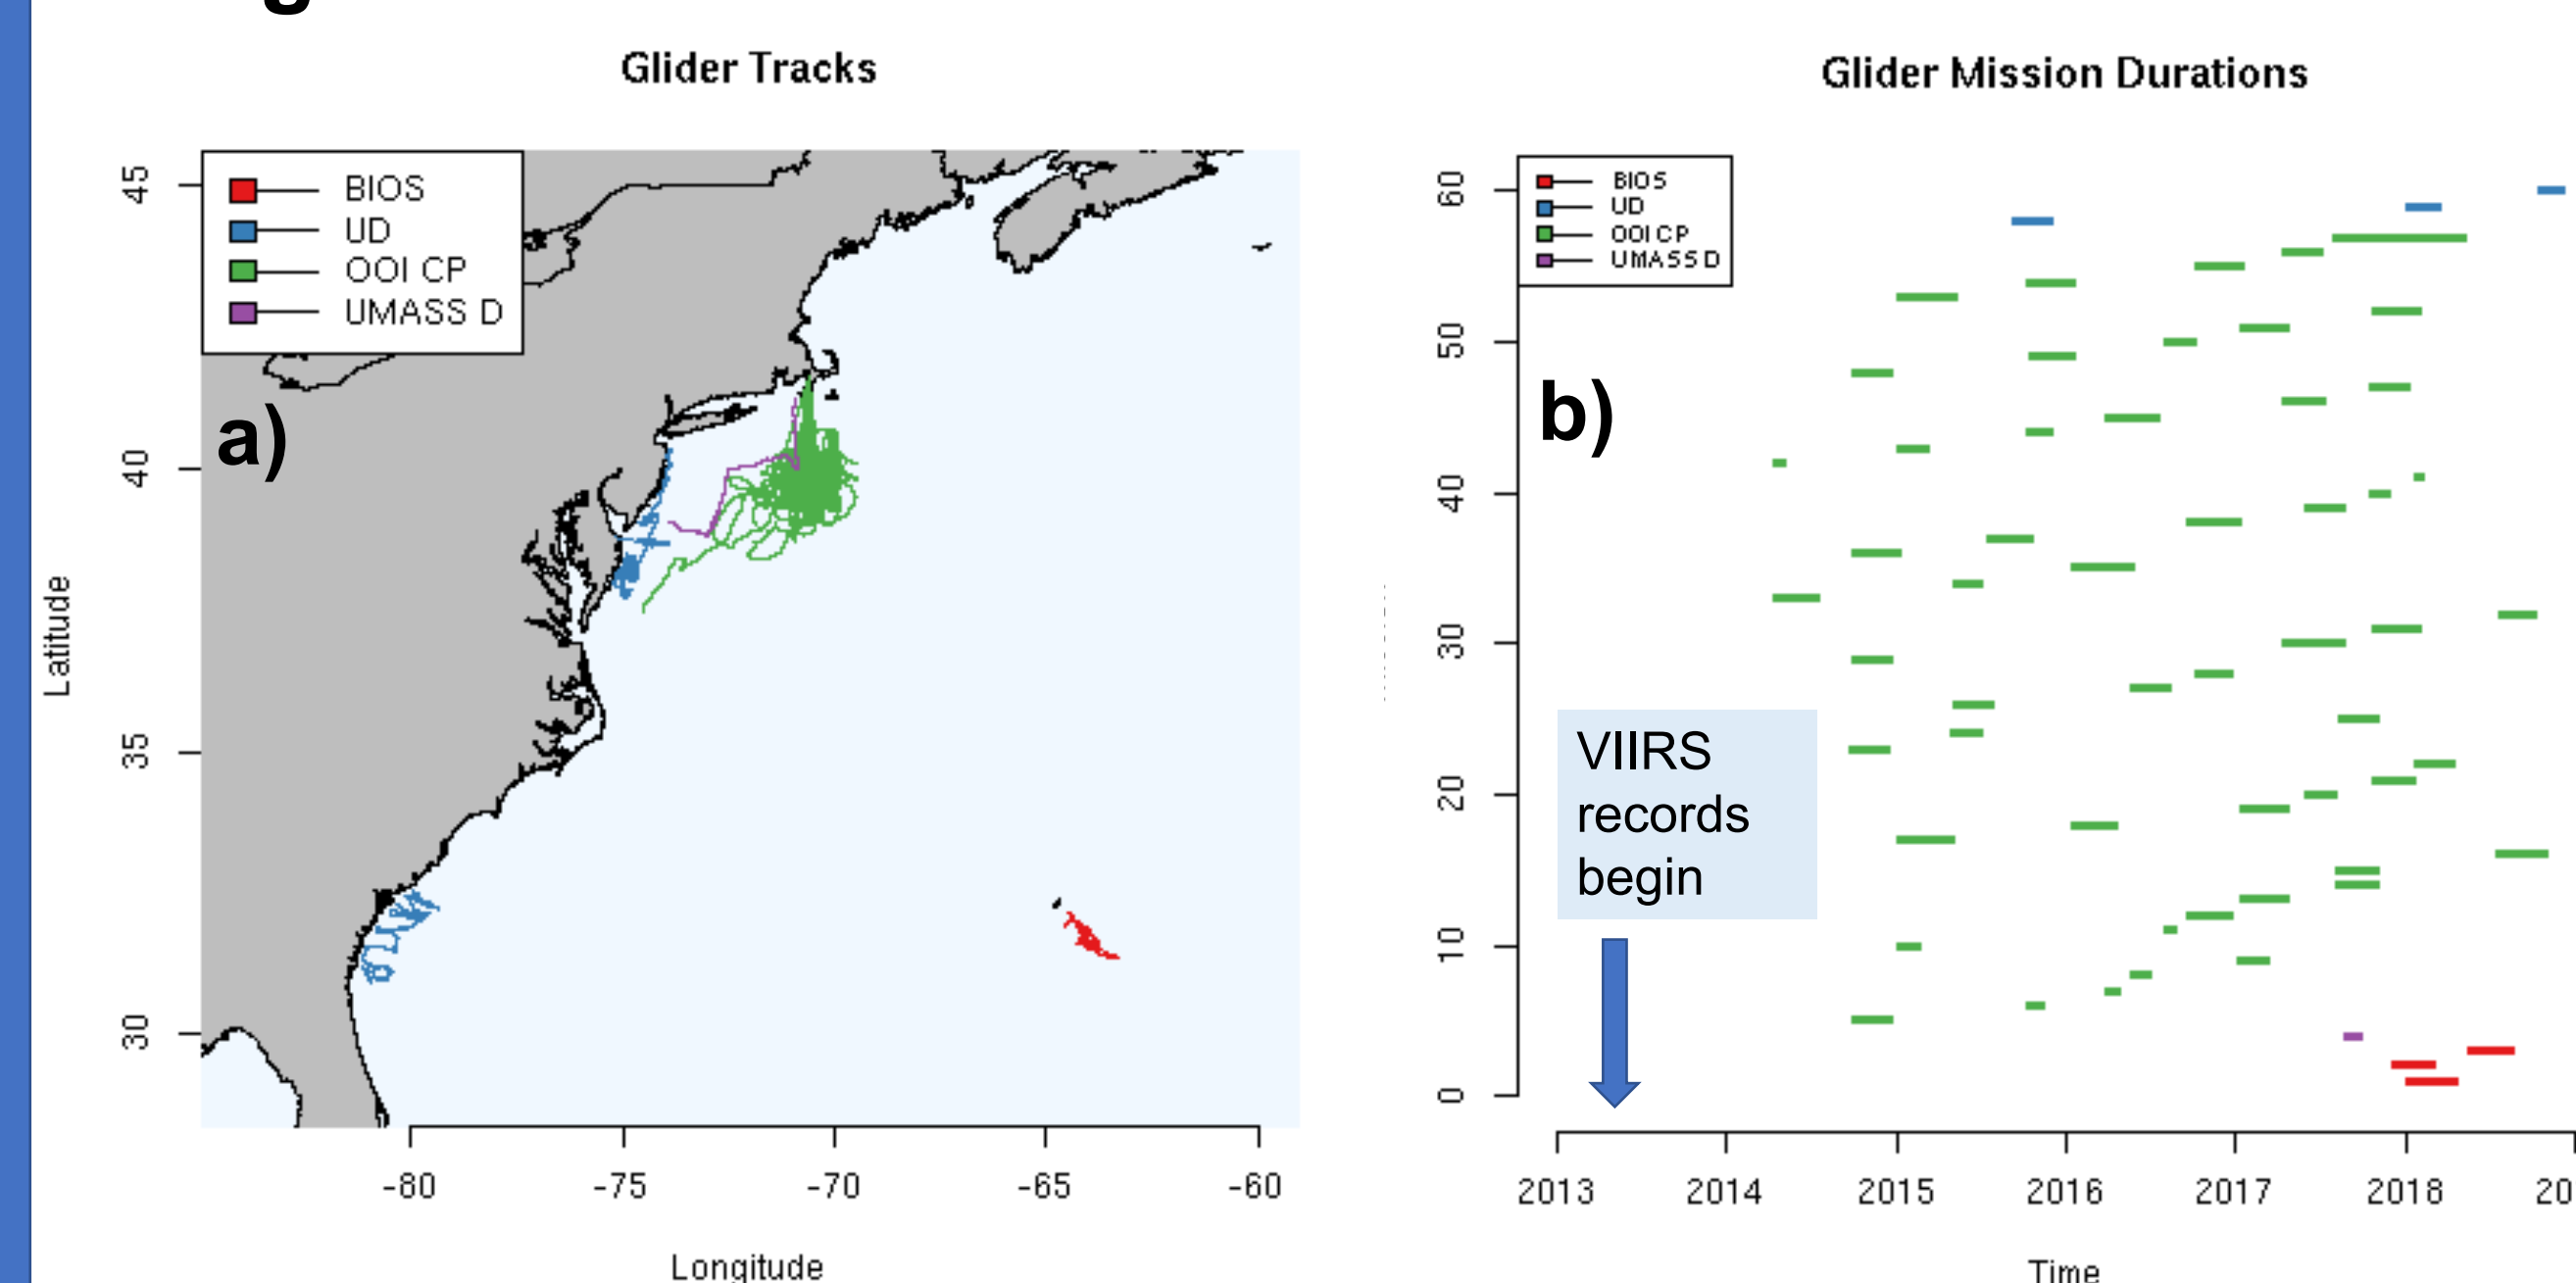 Glider Tracks
BIOS
UD
OOI CP
UMASS D
a)
45
40
35
30
Latitude
-80 -75 -70 -65 -60
Longitude
Glider Mission Durations
BIOS
UD
OOI CP
UMASS D
b)
60
50
40
30
20
10
0
VIIRS
records
begin
2013 2014 2015 2016 2017 2018 20
Time